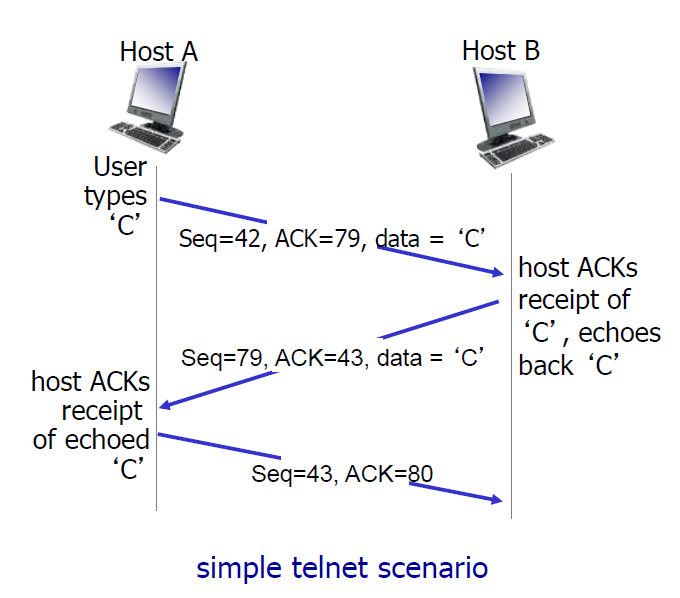 Host A
Host B
User
types
‘C’
Seq=42, ACK=79, data = ‘C’
host ACKs
receipt of
‘C’, echoes
back ‘C’
Seq=79, ACK=43, data = ‘C’
host ACKs
receipt
of echoed
‘C’
Seq=43, ACK=80
simple telnet scenario